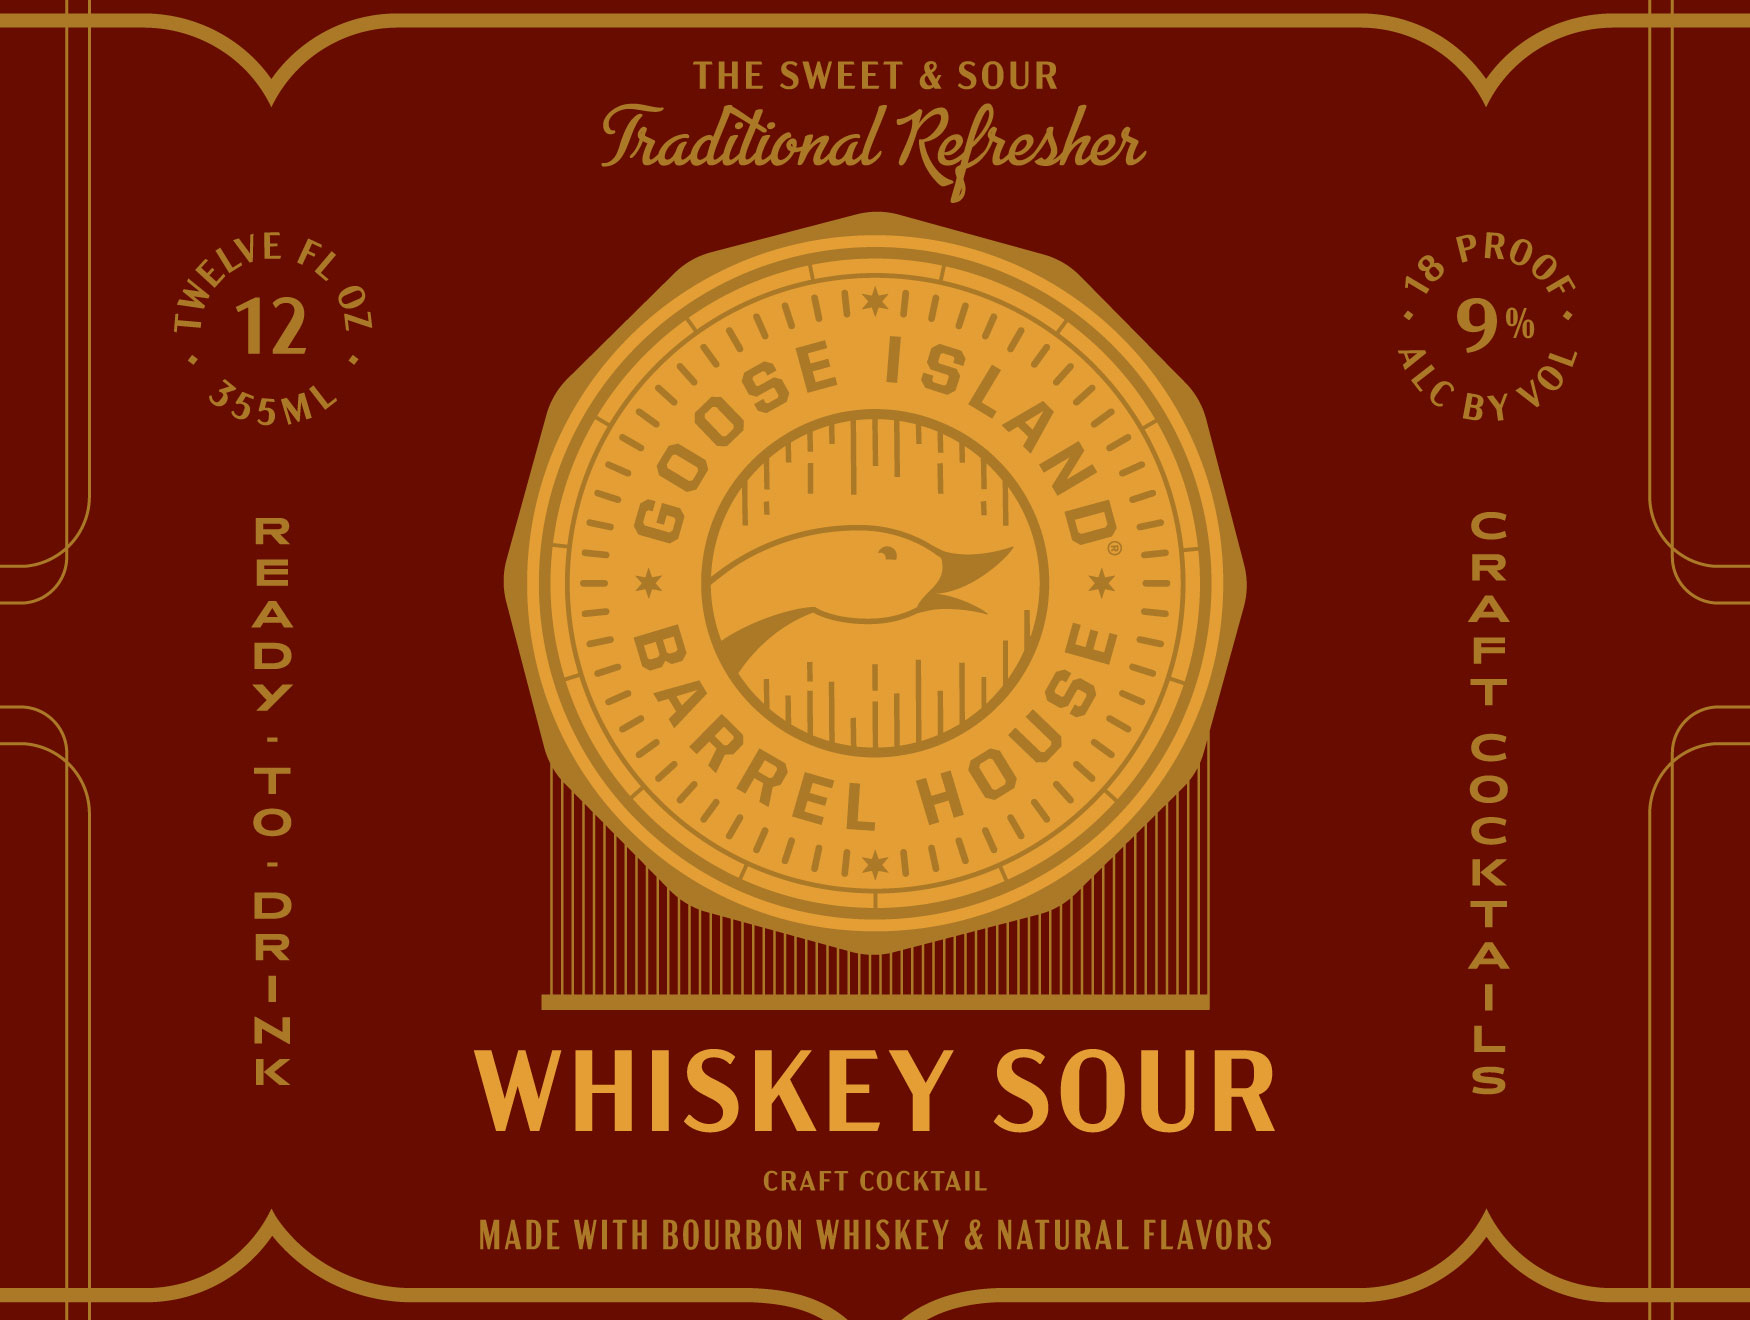 THE SWEET & SOUR
Traditional Refresher
TWELVE FL OZ
12
355ML
18 PROOF
9%
ALC BY VOL
GOOSE ISLAND®
BARREL HOUSE
READY-TO-DRINK
CRAFT COCKTAILS
WHISKEY SOUR
CRAFT COCKTAIL
MADE WITH BOURBON WHISKEY & NATURAL FLAVORS